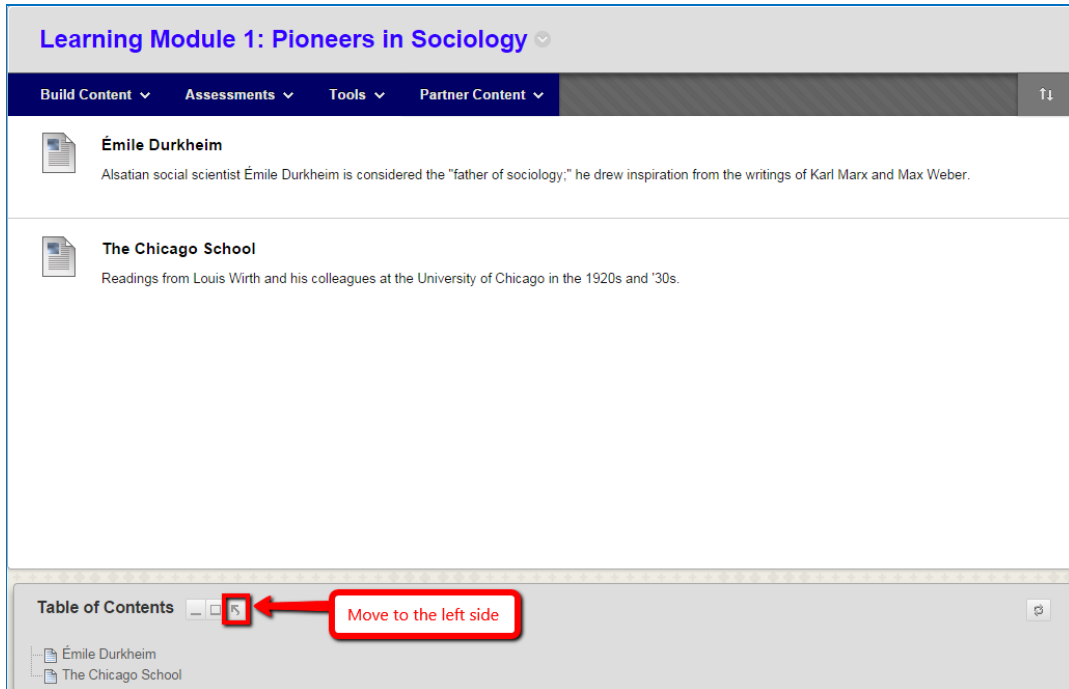 Learning Module 1: Pioneers in Sociology
Build Content Assessments Tools Partner Content
Émile Durkheim
Alsatian social scientist Émile Durkheim is considered the "father of sociology;" he drew inspiration from the writings of Karl Marx and Max Weber.
The Chicago School
Readings from Louis Wirth and his colleagues at the University of Chicago in the 1920s and '30s.
Table of Contents
Move to the left side
Émile Durkheim
The Chicago School